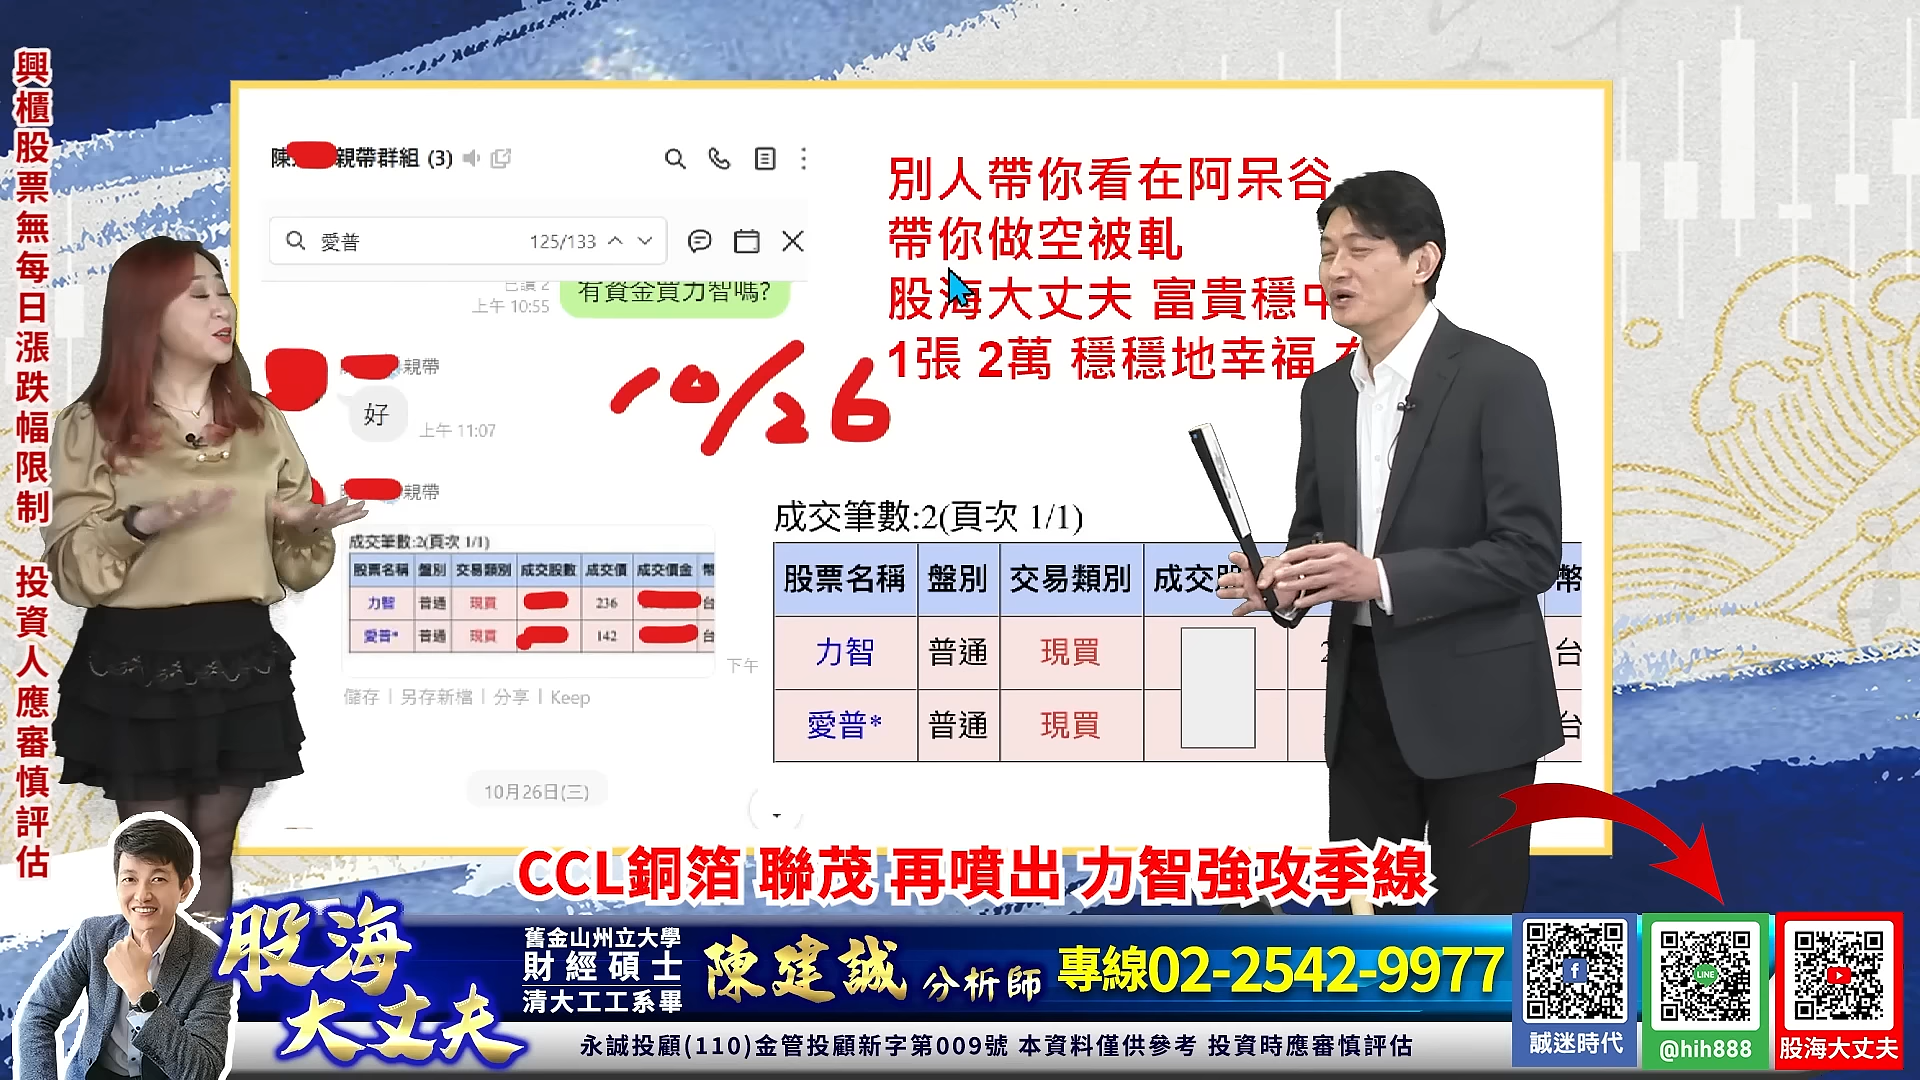 興櫃股票無每日漲跌幅限制 投資人應審慎評估
陳 親帶群組 (3)
愛普 125/133
已讀 2
上午 10:55
有資金買力智嗎?
親帶
好
上午 11:07
10/26
親帶
成交筆數:2(頁次 1/1)
股票名稱 盤別 交易類別 成交股數 成交價 成交價金 幣
力智 普通 現買 236 台
愛普* 普通 現買 142 台
下午
儲存 | 另存新檔 | 分享 | Keep
10月26日(三)
別人帶你看在阿呆谷
帶你做空被軋
股海大丈夫 富貴穩中
1張 2萬 穩穩地幸福
成交筆數:2(頁次 1/1)
股票名稱 盤別 交易類別 成交 幣
力智 普通 現買 2 台
愛普* 普通 現買 台
CCL銅箔 聯茂 再噴出 力智強攻季線
股海
大丈夫
舊金山州立大學
財經碩士
清大工工系畢
陳建誠 分析師
專線02-2542-9977
永誠投顧(110)金管投顧新字第009號 本資料僅供參考 投資時應審慎評估
誠迷時代
LINE
@hih888
股海大丈夫